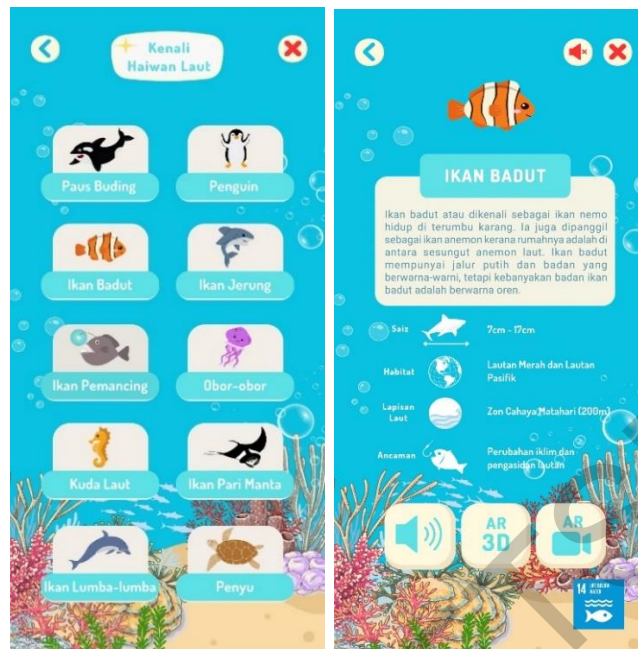 Kenali
Haiwan Laut
Paus Buding
Penguin
Ikan Badut
Ikan Jerung
Ikan Pemancing
Obor-obor
Kuda Laut
Ikan Pari Manta
Ikan Lumba-lumba
Penyu
IKAN BADUT
Ikan badut atau dikenali sebagai ikan nemo
hidup di terumbu karang. Ia juga dipanggil
sebagai ikan anemon kerana rumahnya adalah di
antara sesungut anemon laut. Ikan badut
mempunyai jalur putih dan badan yang
berwarna-warni, tetapi kebanyakan badan ikan
badut adalah berwarna oren.
Saiz
7cm - 17cm
Habitat
Lautan Merah dan Lautan
Pasifik
Lapisan
Laut
Zon Cahaya Matahari (200m)
Ancaman
Perubahan iklim dan
pengasidan lautan
AR
3D
AR
14